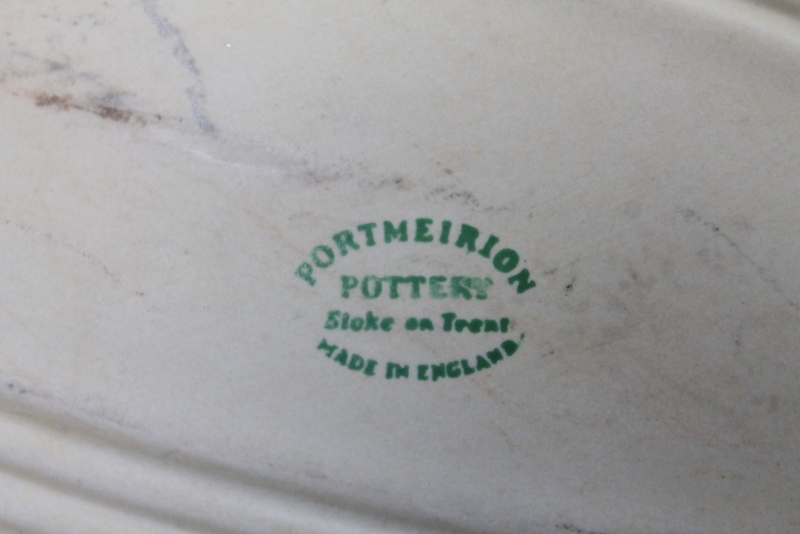 PORTMEIRION
POTTERY
Stoke on Trent
MADE IN ENGLAND